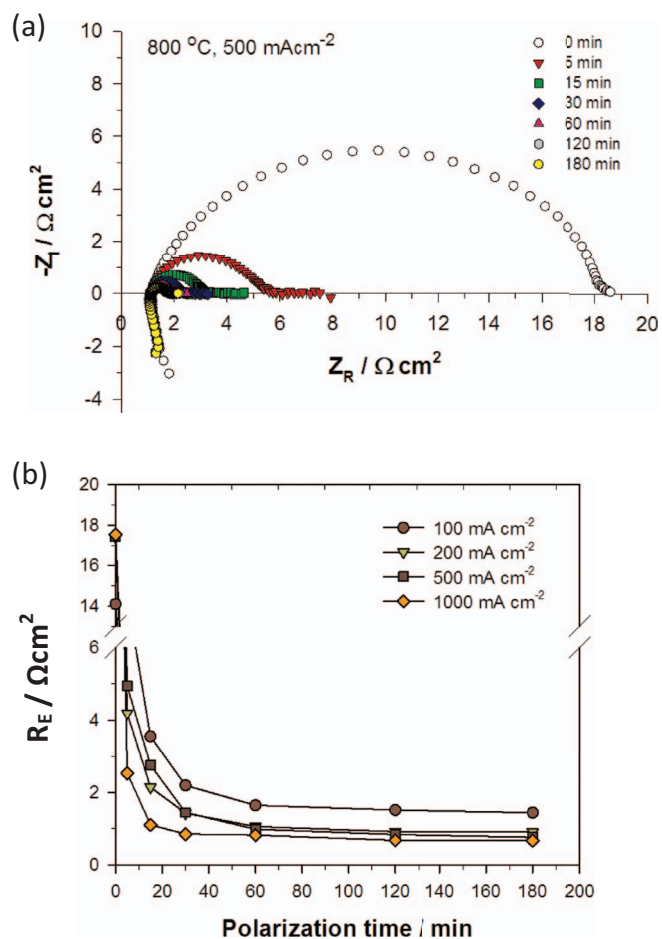 (a)
800 °C, 500 mAcm⁻²
0 min
5 min
15 min
30 min
60 min
120 min
180 min
-Zᵢ / Ω cm²
10
8
6
4
2
0
-2
-4
0 2 4 6 8 10 12 14 16 18 20
Z_R / Ω cm²
(b)
R_E / Ωcm²
20
18
16
14
6
4
2
0
100 mA cm⁻²
200 mA cm⁻²
500 mA cm⁻²
1000 mA cm⁻²
0 20 40 60 80 100 120 140 160 180 200
Polarization time / min